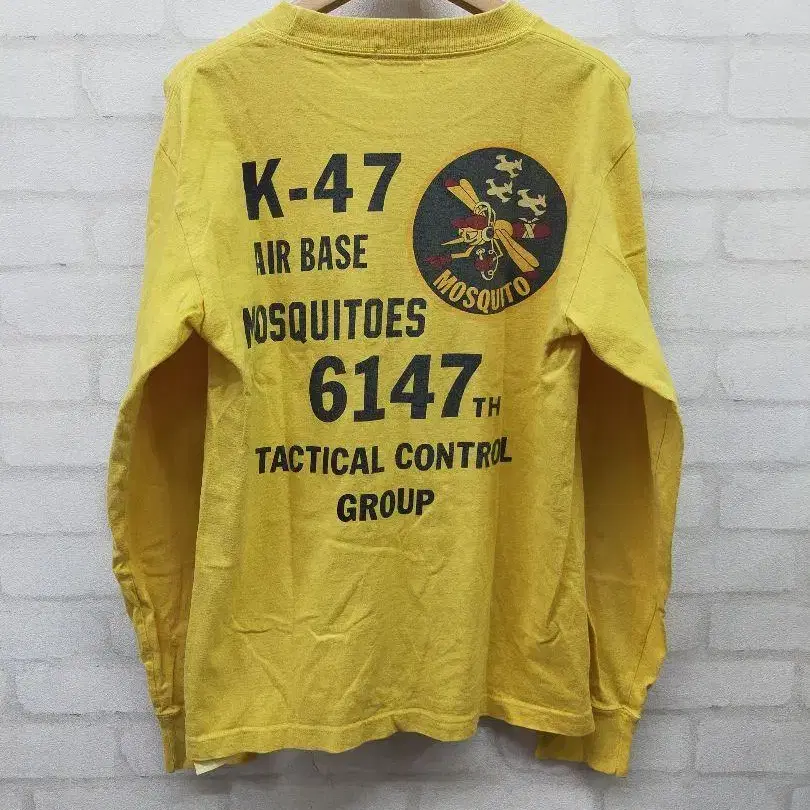 K-47
AIR BASE
MOSQUITO
MOSQUITOES
6147TH
TACTICAL CONTROL
GROUP